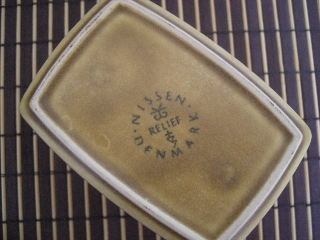 NISSEN.
RELIEF
DENMARK.